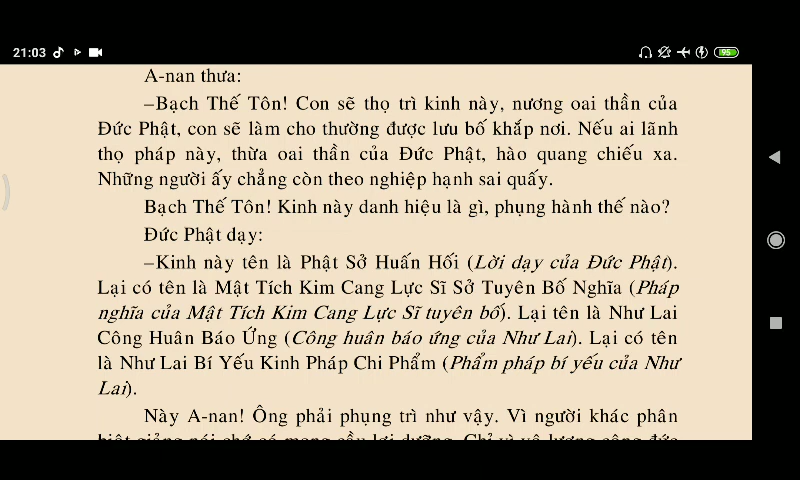 21:03
95
A-nan thưa:
–Bạch Thế Tôn! Con sẽ thọ trì kinh này, nương oai thần của
Đức Phật, con sẽ làm cho thường được lưu bố khắp nơi. Nếu ai lãnh
thọ pháp này, thừa oai thần của Đức Phật, hào quang chiếu xa.
Những người ấy chẳng còn theo nghiệp hạnh sai quấy.
Bạch Thế Tôn! Kinh này danh hiệu là gì, phụng hành thế nào?
Đức Phật dạy:
–Kinh này tên là Phật Sở Huấn Hối (Lời dạy của Đức Phật).
Lại có tên là Mật Tích Kim Cang Lực Sĩ Sở Tuyên Bố Nghĩa (Pháp
nghĩa của Mật Tích Kim Cang Lực Sĩ tuyên bố). Lại tên là Như Lai
Công Huân Báo Ứng (Công huân báo ứng của Như Lai). Lại có tên
là Như Lai Bí Yếu Kinh Pháp Chi Phẩm (Phẩm pháp bí yếu của Như
Lai).
Này A-nan! Ông phải phụng trì như vậy. Vì người khác phân